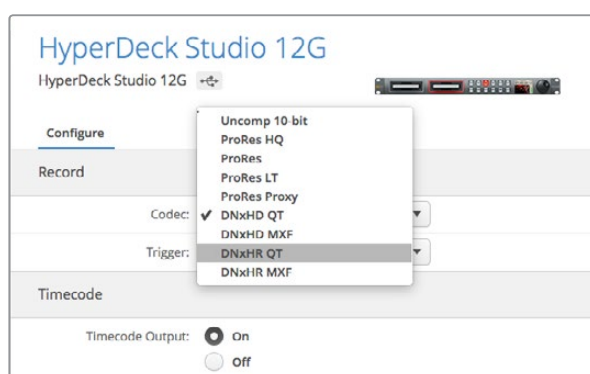 HyperDeck Studio 12G
HyperDeck Studio 12G
Configure
Record
Codec:
Uncomp 10-bit
ProRes HQ
ProRes
ProRes LT
ProRes Proxy
✓ DNxHD QT
DNxHD MXF
DNxHR QT
DNxHR MXF
Trigger:
Timecode
Timecode Output:
On
Off